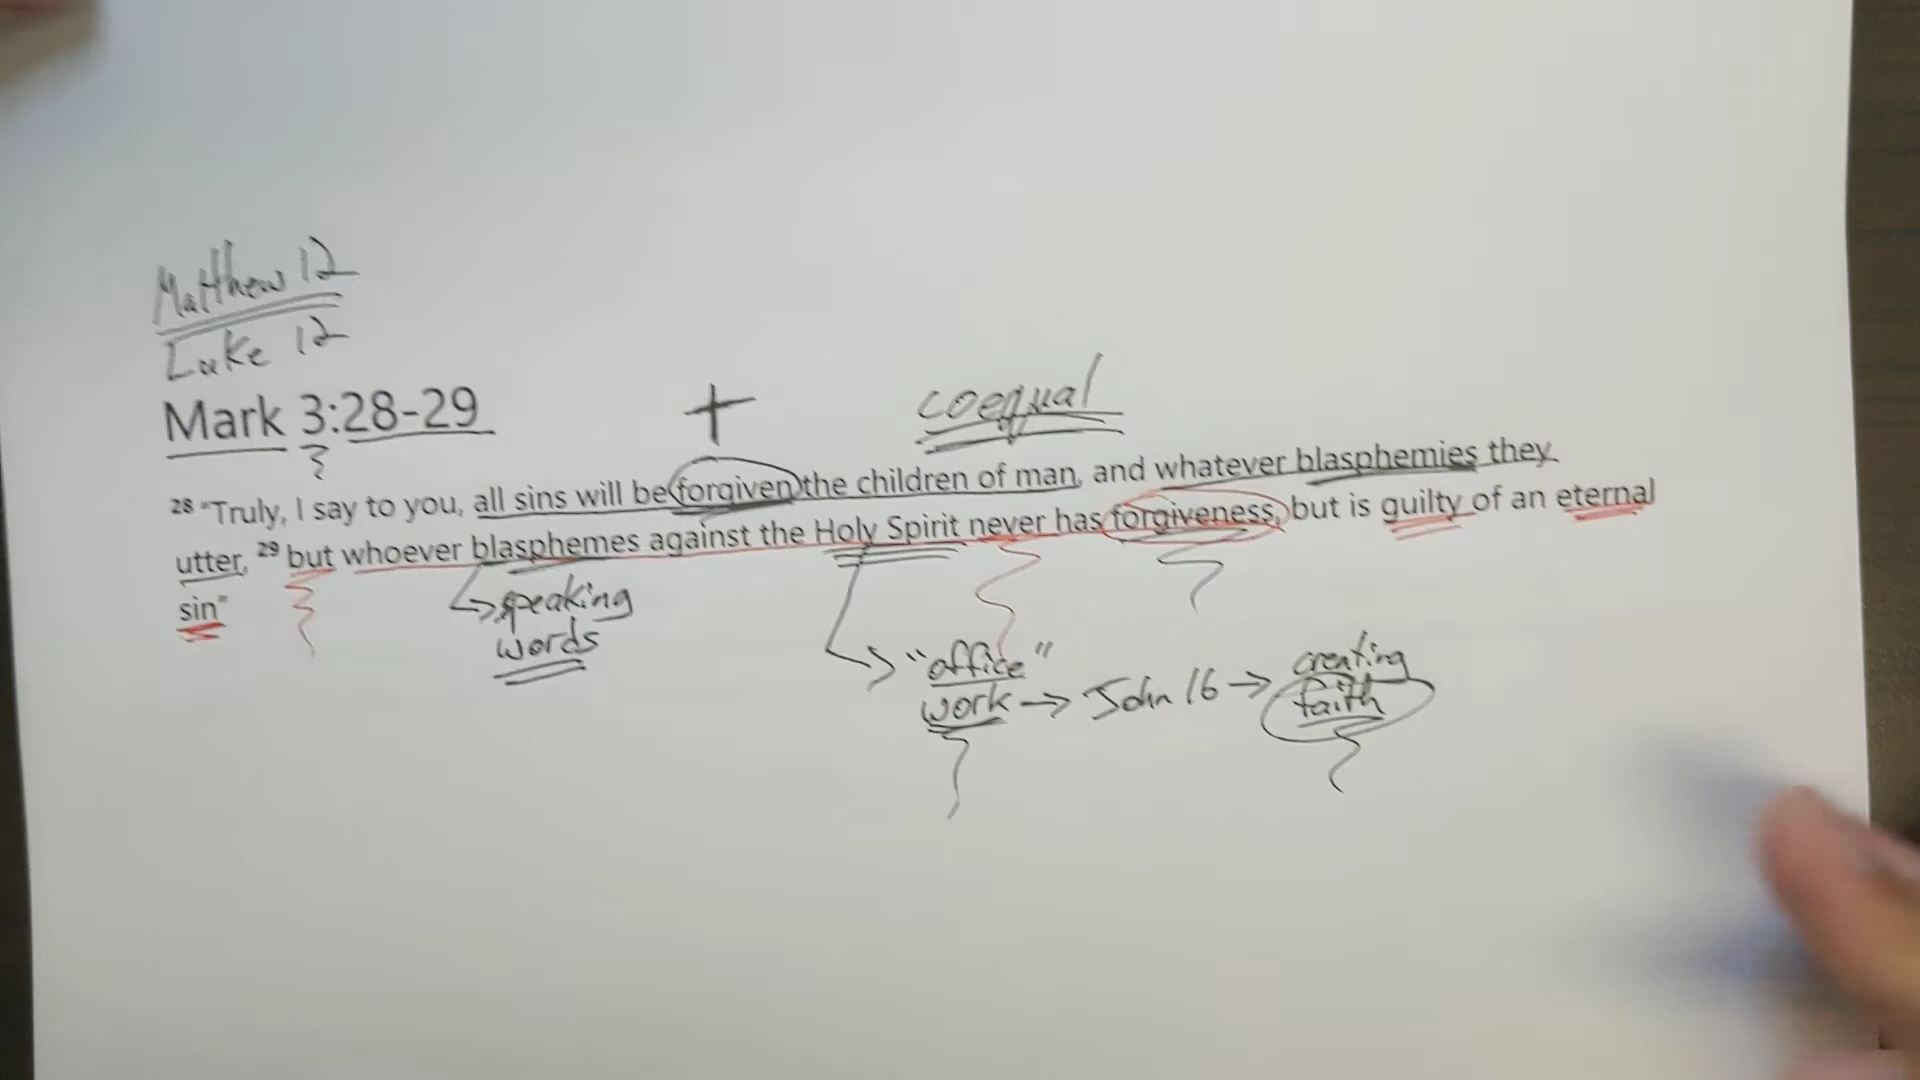 Matthew 12
Luke 12
Mark 3:28-29
+
coequal
28 "Truly, I say to you, all sins will be forgiven the children of man, and whatever blasphemies they
utter, 29 but whoever blasphemes against the Holy Spirit never has forgiveness, but is guilty of an eternal
sin"
→ speaking
words
→ "office"
work → John 16 → creating
faith